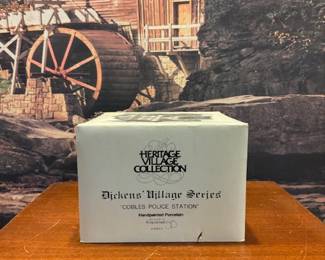 HERITAGE
VILLAGE
COLLECTION
Dickens' Village Series
"COBLES POLICE STATION"
Handpainted Porcelain